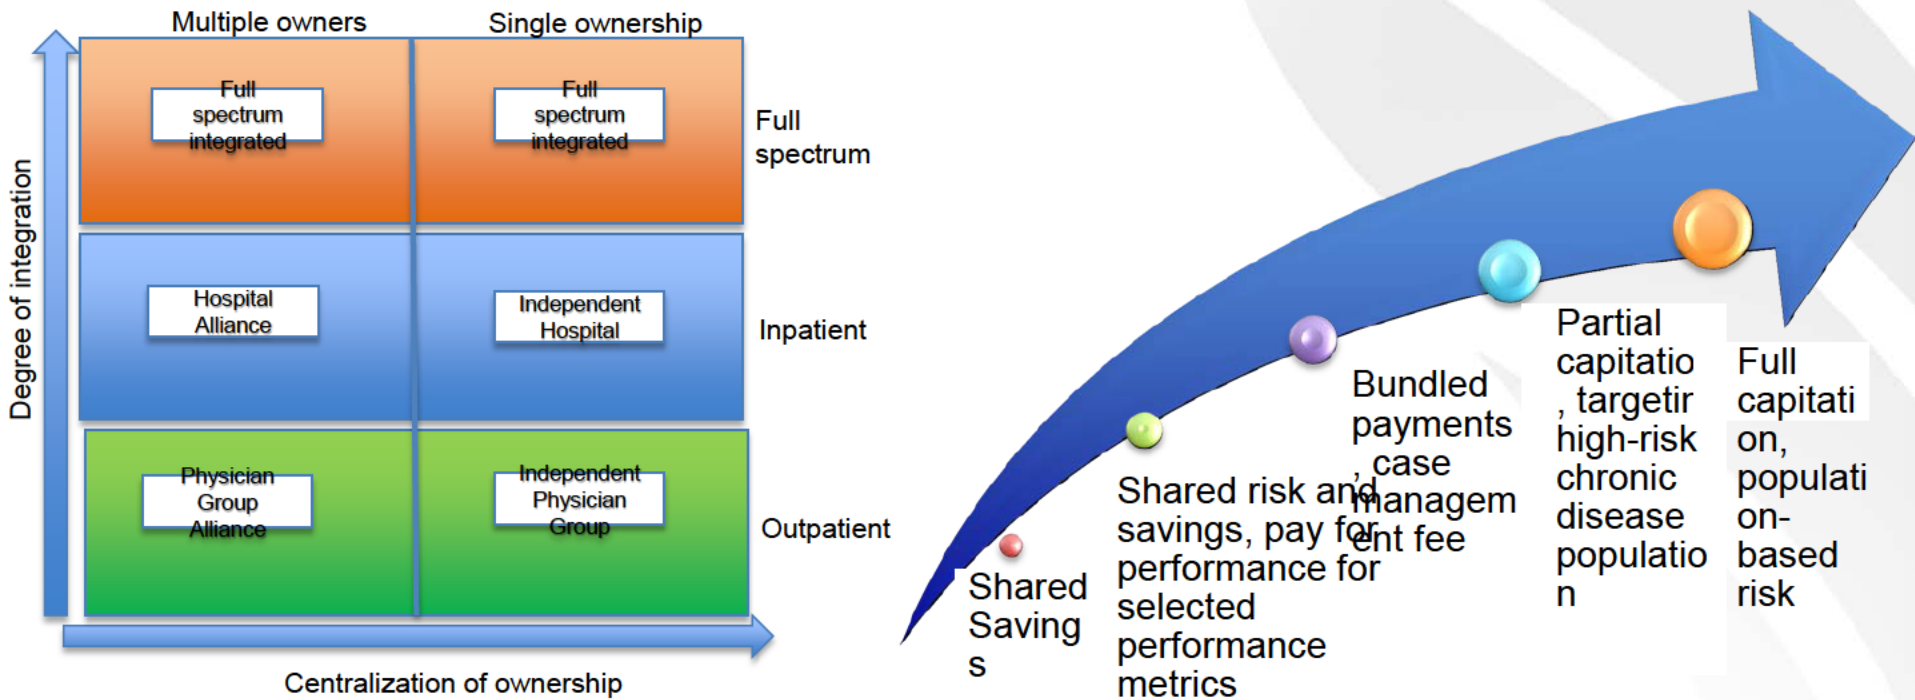 Multiple owners
Single ownership
Degree of integration
Full
spectrum
integrated
Full
spectrum
integrated
Full
spectrum
Hospital
Alliance
Independent
Hospital
Inpatient
Physician
Group
Alliance
Independent
Physician
Group
Outpatient
Centralization of ownership
Shared
Saving
s
Shared risk and
savings, pay for
performance for
selected
performance
metrics
Bundled
payments
, case
managem
ent fee
Partial
capitatio
, targetir
high-risk
chronic
disease
populatio
n
Full
capitati
on,
populati
on-
based
risk